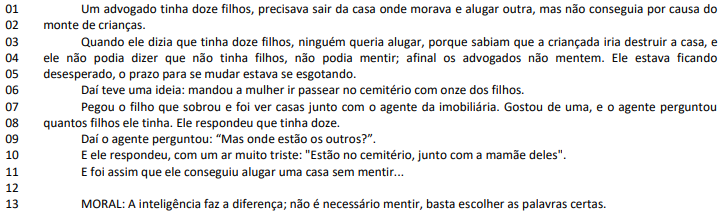 01 Um advogado tinha doze filhos, precisava sair da casa onde morava e alugar outra, mas não conseguia por causa do
02 monte de crianças.
03 Quando ele dizia que tinha doze filhos, ninguém queria alugar, porque sabiam que a criançada iria destruir a casa, e
04 ele não podia dizer que não tinha filhos, não podia mentir; afinal os advogados não mentem. Ele estava ficando
05 desesperado, o prazo para se mudar estava se esgotando.
06 Daí teve uma ideia: mandou a mulher ir passear no cemitério com onze dos filhos.
07 Pegou o filho que sobrou e foi ver casas junto com o agente da imobiliária. Gostou de uma, e o agente perguntou
08 quantos filhos ele tinha. Ele respondeu que tinha doze.
09 Daí o agente perguntou: “Mas onde estão os outros?”.
10 E ele respondeu, com um ar muito triste: "Estão no cemitério, junto com a mamãe deles".
11 E foi assim que ele conseguiu alugar uma casa sem mentir...
12
13 MORAL: A inteligência faz a diferença; não é necessário mentir, basta escolher as palavras certas.